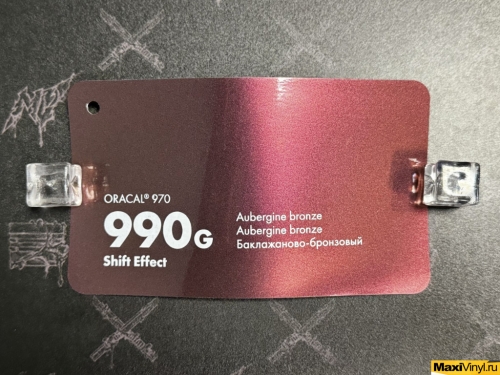 ORACAL® 970
990G
Shift Effect
Aubergine bronze
Aubergine bronze
Баклажаново-бронзовый
MaxiVinyl.ru